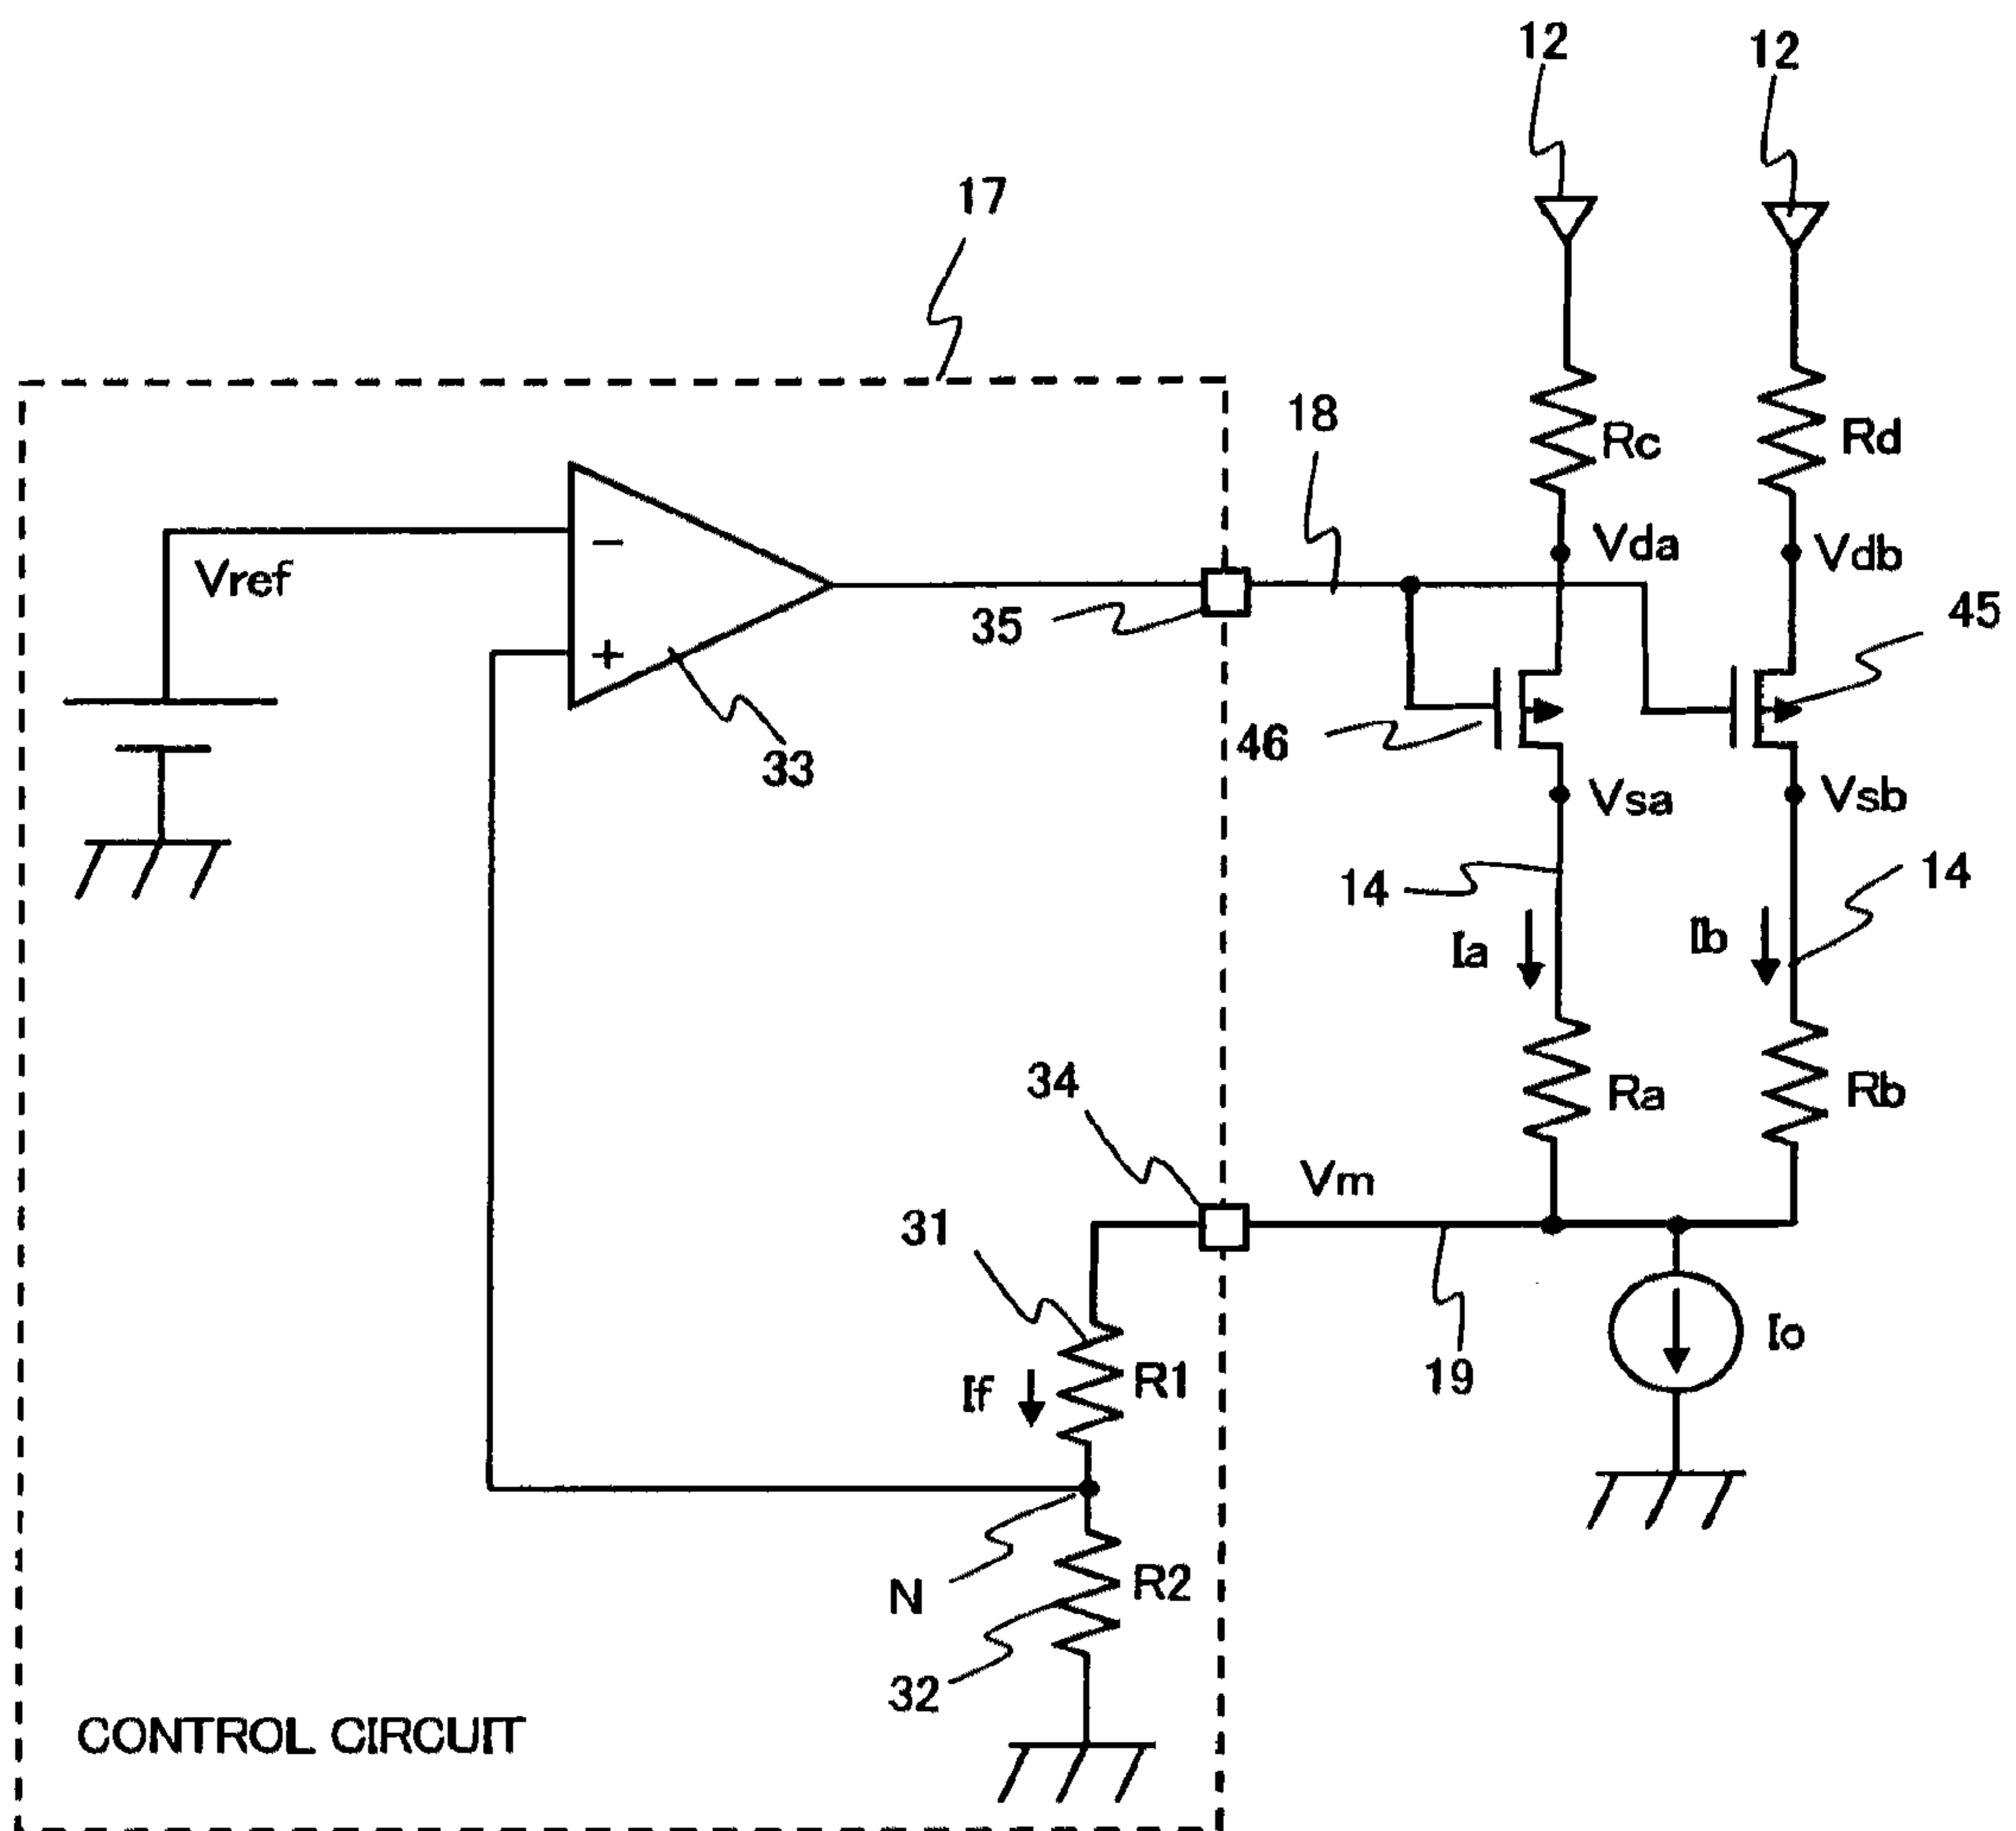 12
12
17
18
Rc
Rd
Vda
Vdb
Vref
−
+
35
45
46
33
Vsa
Vsb
14
14
Ia
Ib
34
Ra
Rb
Vm
31
If
R1
19
Io
N
R2
32
CONTROL CIRCUIT